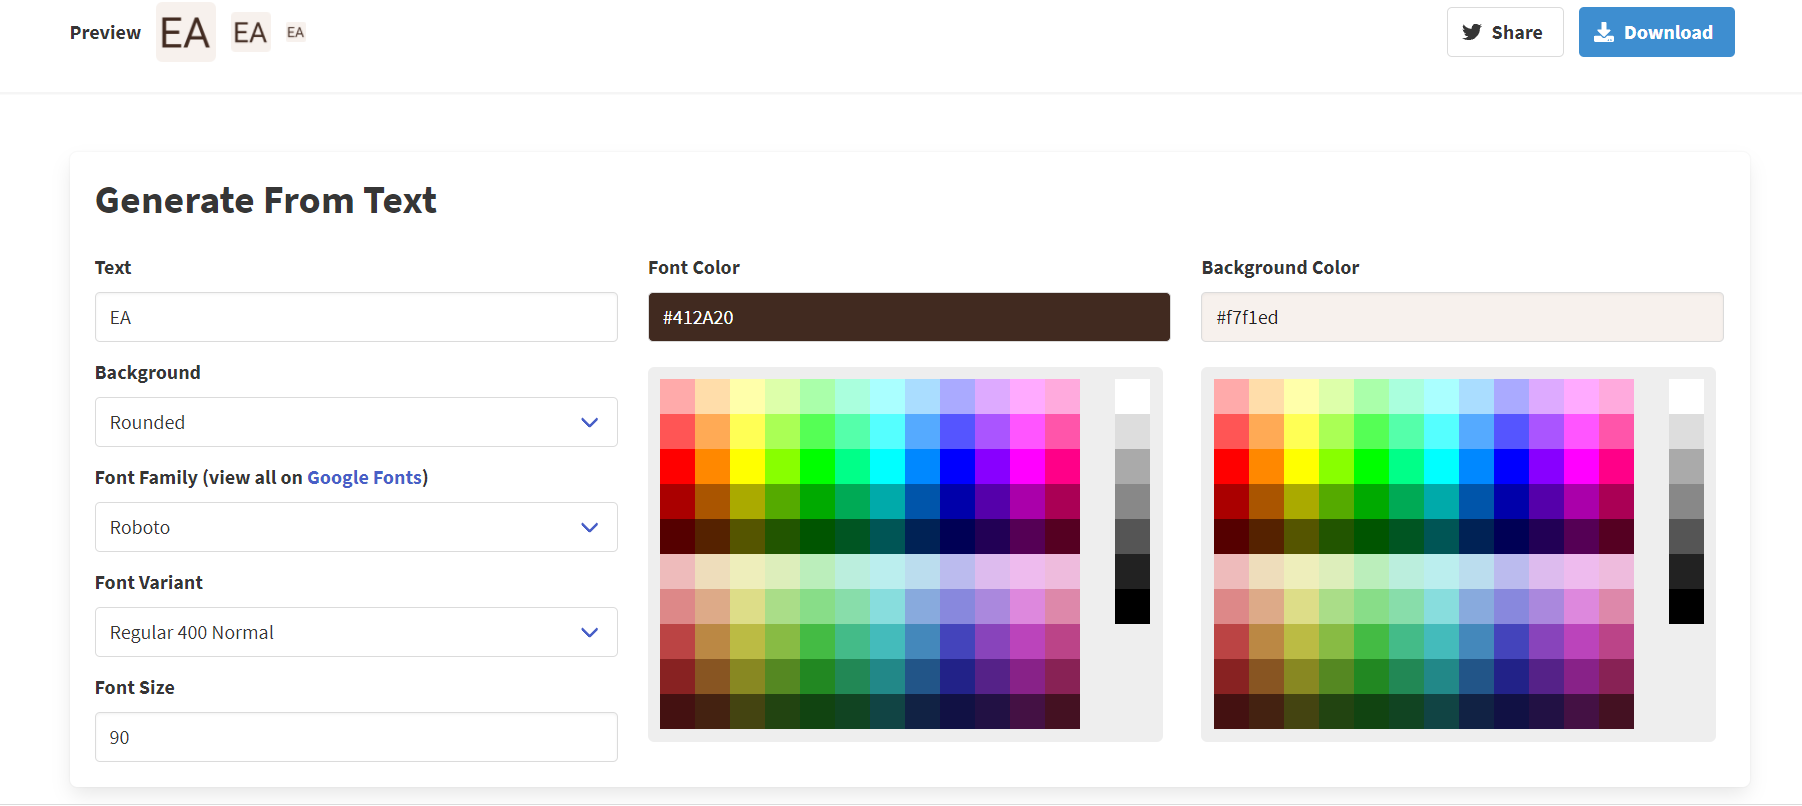 Preview EA EA EA Share Download
Generate From Text
Text
EA
Background
Rounded
Font Family (view all on Google Fonts)
Roboto
Font Variant
Regular 400 Normal
Font Size
90
Font Color
#412A20
Background Color
#f7f1ed